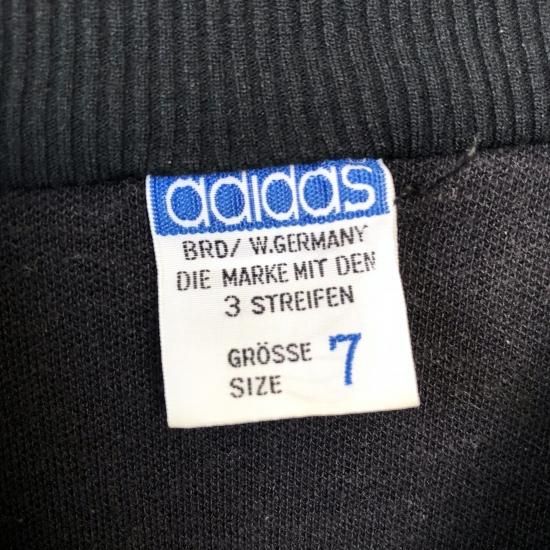 adidas
BRD/ W.GERMANY
DIE MARKE MIT DEN
3 STREIFEN
GRÖSSE 7
SIZE